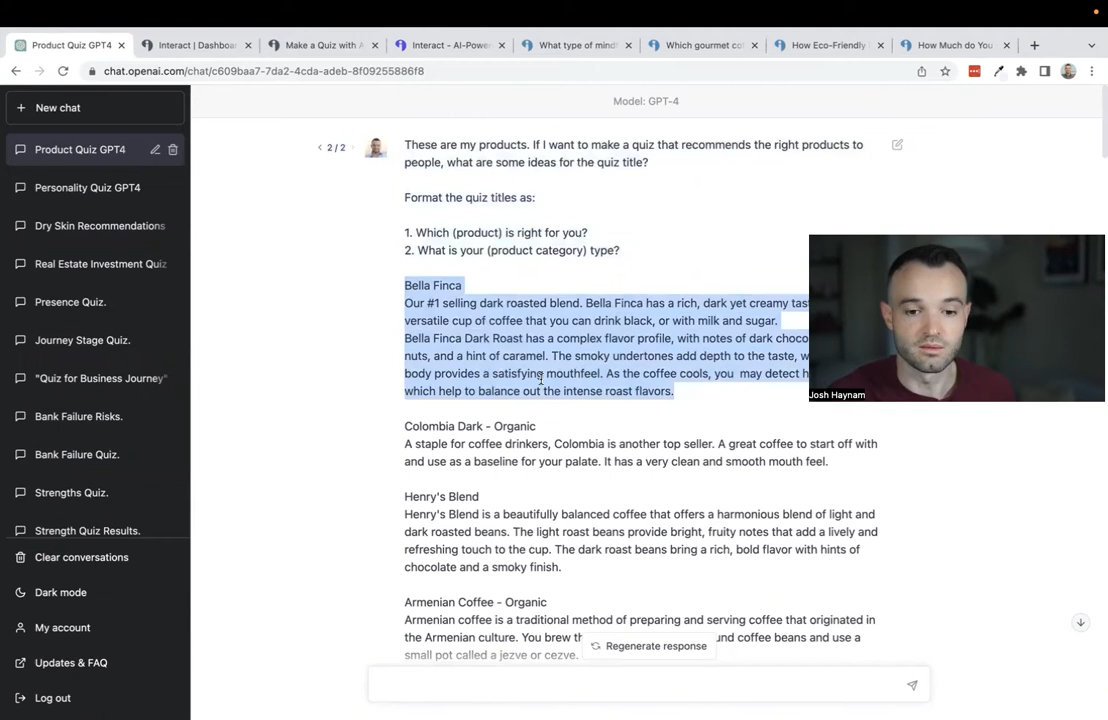 Product Quiz GPT4
Interact | Dashboar
Make a Quiz with A
Interact - AI-Power
What type of mindf
Which gourmet co
How Eco-Friendly
How Much do You
chat.openai.com/chat/c609baa7-7da2-4cda-adeb-8f09255886f8
New chat
Product Quiz GPT4
Personality Quiz GPT4
Dry Skin Recommendations
Real Estate Investment Quiz
Presence Quiz.
Journey Stage Quiz.
"Quiz for Business Journey"
Bank Failure Risks.
Bank Failure Quiz.
Strengths Quiz.
Strength Quiz Results.
Clear conversations
Dark mode
My account
Updates & FAQ
Log out
Model: GPT-4
2 / 2
These are my products. If I want to make a quiz that recommends the right products to
people, what are some ideas for the quiz title?
Format the quiz titles as:
1. Which (product) is right for you?
2. What is your (product category) type?
Bella Finca
Our #1 selling dark roasted blend. Bella Finca has a rich, dark yet creamy tast
versatile cup of coffee that you can drink black, or with milk and sugar.
Bella Finca Dark Roast has a complex flavor profile, with notes of dark choco
nuts, and a hint of caramel. The smoky undertones add depth to the taste, w
body provides a satisfying mouthfeel. As the coffee cools, you may detect h
which help to balance out the intense roast flavors.
Colombia Dark - Organic
A staple for coffee drinkers, Colombia is another top seller. A great coffee to start off with
and use as a baseline for your palate. It has a very clean and smooth mouth feel.
Henry's Blend
Henry's Blend is a beautifully balanced coffee that offers a harmonious blend of light and
dark roasted beans. The light roast beans provide bright, fruity notes that add a lively and
refreshing touch to the cup. The dark roast beans bring a rich, bold flavor with hints of
chocolate and a smoky finish.
Armenian Coffee - Organic
Armenian coffee is a traditional method of preparing and serving coffee that originated in
the Armenian culture. You brew th
und coffee beans and use a
small pot called a jezve or cezve.
Regenerate response
Josh Haynam